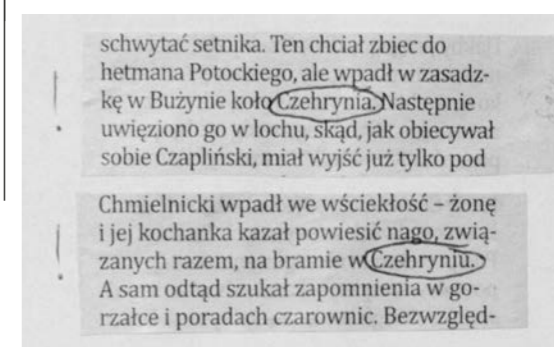 schwytać setnika. Ten chciał zbiec do
hetmana Potockiego, ale wpadł w zasadz-
kę w Bużynie koło Czehrynia. Następnie
uwięziono go w lochu, skąd, jak obiecywał
sobie Czapliński, miał wyjść już tylko pod
Chmielnicki wpadł we wściekłość – żonę
i jej kochanka kazał powiesić nago, zwią-
zanych razem, na bramie w Czehryniu.
A sam odtąd szukał zapomnienia w go-
rzałce i poradach czarownic. Bezwzględ-